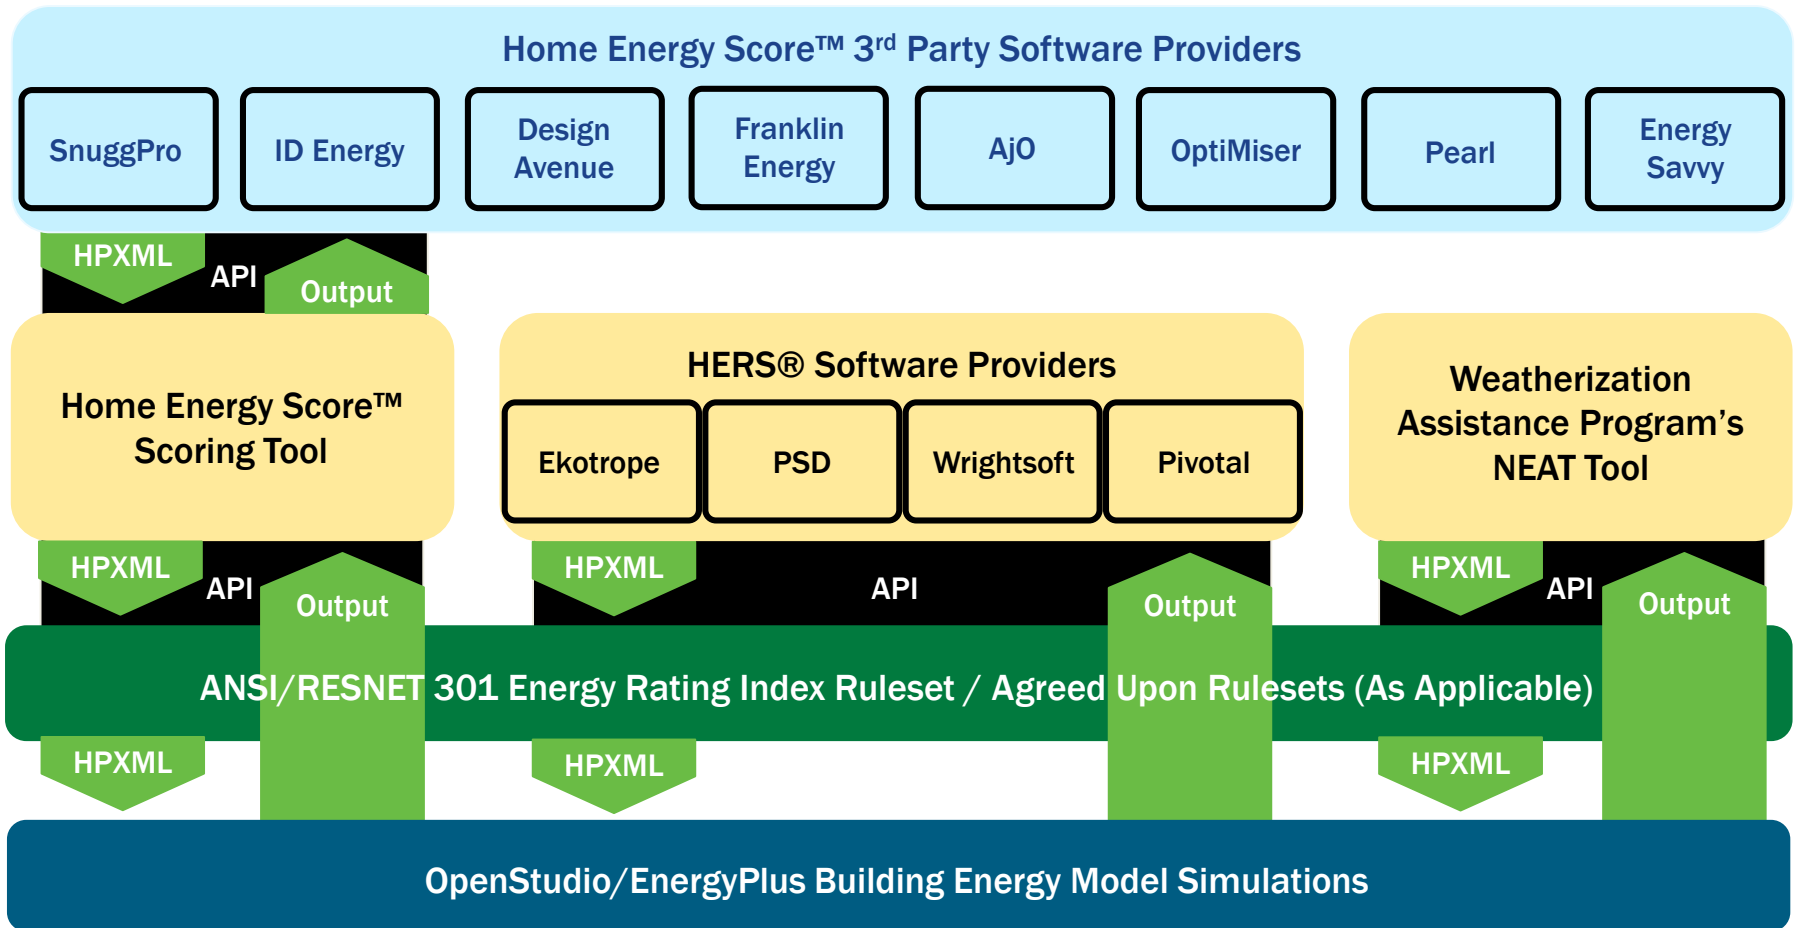 Home Energy Score™ 3rd Party Software Providers
SnuggPro
ID Energy
Design
Avenue
Franklin
Energy
AjO
OptiMiser
Pearl
Energy
Savvy
HPXML
API
Output
Home Energy Score™
Scoring Tool
HERS® Software Providers
Ekotrope
PSD
Wrightsoft
Pivotal
Weatherization
Assistance Program's
NEAT Tool
HPXML
API
Output
HPXML
API
Output
HPXML
API
Output
ANSI/RESNET 301 Energy Rating Index Ruleset / Agreed Upon Rulesets (As Applicable)
HPXML
HPXML
HPXML
OpenStudio/EnergyPlus Building Energy Model Simulations